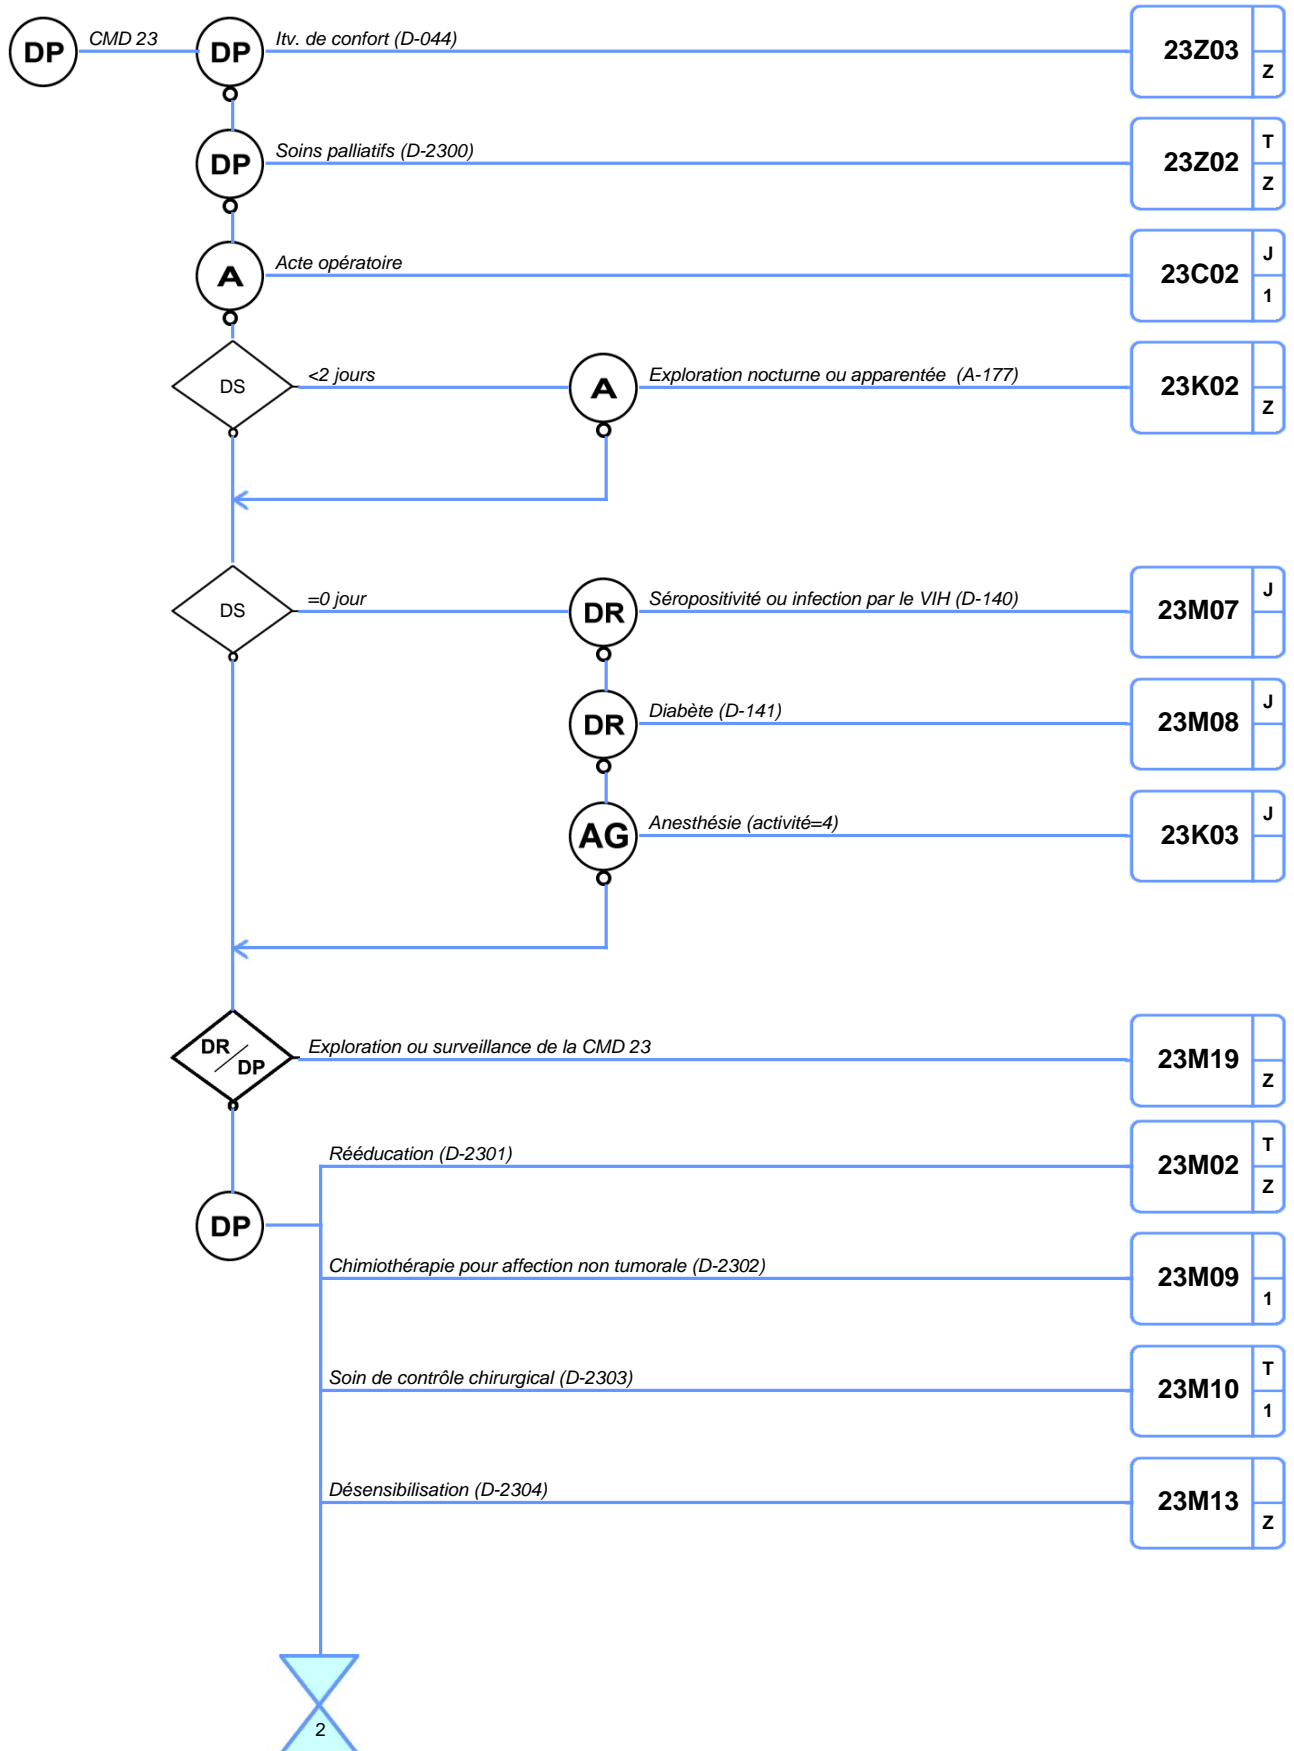 DP CMD 23 DP Itv. de confort (D-044) 23Z03 Z
DP Soins palliatifs (D-2300) 23Z02 T Z
A Acte opératoire 23C02 J 1
DS <2 jours A Exploration nocturne ou apparentée (A-177) 23K02 Z
DS =0 jour DR Séropositivité ou infection par le VIH (D-140) 23M07 J
DR Diabète (D-141) 23M08 J
AG Anesthésie (activité=4) 23K03 J
DR / DP Exploration ou surveillance de la CMD 23 23M19 Z
Rééducation (D-2301) 23M02 T Z
DP
Chimiothérapie pour affection non tumorale (D-2302) 23M09 1
Soin de contrôle chirurgical (D-2303) 23M10 T 1
Désensibilisation (D-2304) 23M13 Z
2